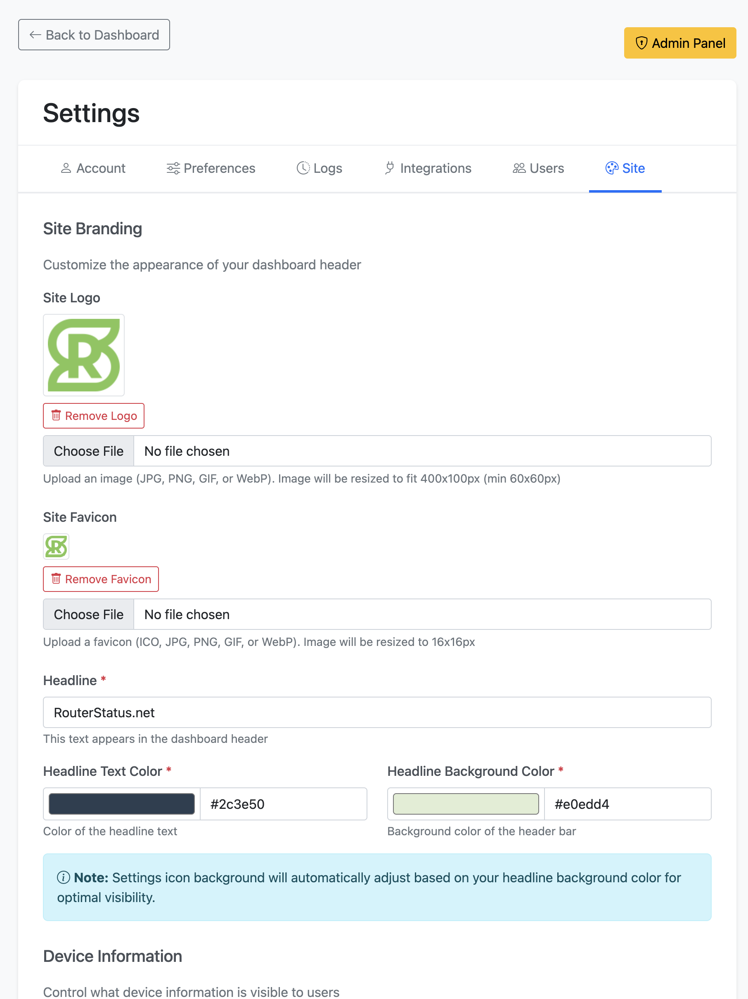 Back to Dashboard
Admin Panel
Settings
Account Preferences Logs Integrations Users Site
Site Branding
Customize the appearance of your dashboard header
Site Logo
R
Remove Logo
Choose File No file chosen
Upload an image (JPG, PNG, GIF, or WebP). Image will be resized to fit 400x100px (min 60x60px)
Site Favicon
R
Remove Favicon
Choose File No file chosen
Upload a favicon (ICO, JPG, PNG, GIF, or WebP). Image will be resized to 16x16px
Headline *
RouterStatus.net
This text appears in the dashboard header
Headline Text Color * Headline Background Color *
#2c3e50 #e0edd4
Color of the headline text Background color of the header bar
Note: Settings icon background will automatically adjust based on your headline background color for
optimal visibility.
Device Information
Control what device information is visible to users